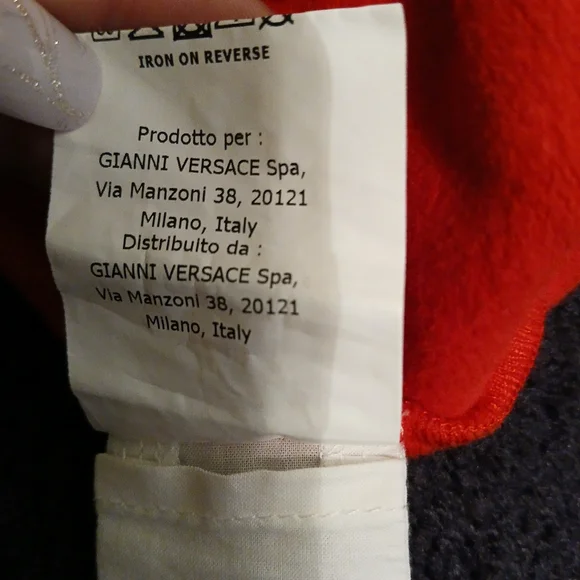 IRON ON REVERSE
Prodotto per :
GIANNI VERSACE Spa,
Via Manzoni 38, 20121
Milano, Italy
Distribuito da :
GIANNI VERSACE Spa,
Via Manzoni 38, 20121
Milano, Italy